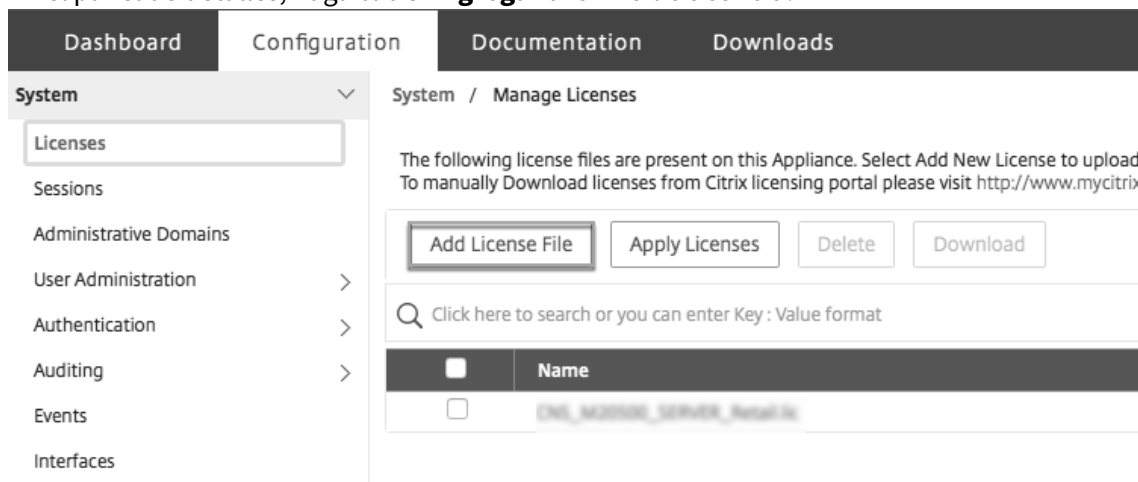 Dashboard Configuration Documentation Downloads
System
Licenses
Sessions
Administrative Domains
User Administration
Authentication
Auditing
Events
Interfaces
System / Manage Licenses
The following license files are present on this Appliance. Select Add New License to upload
To manually Download licenses from Citrix licensing portal please visit http://www.mycitrix
Add License File Apply Licenses Delete Download
Click here to search or you can enter Key : Value format
Name